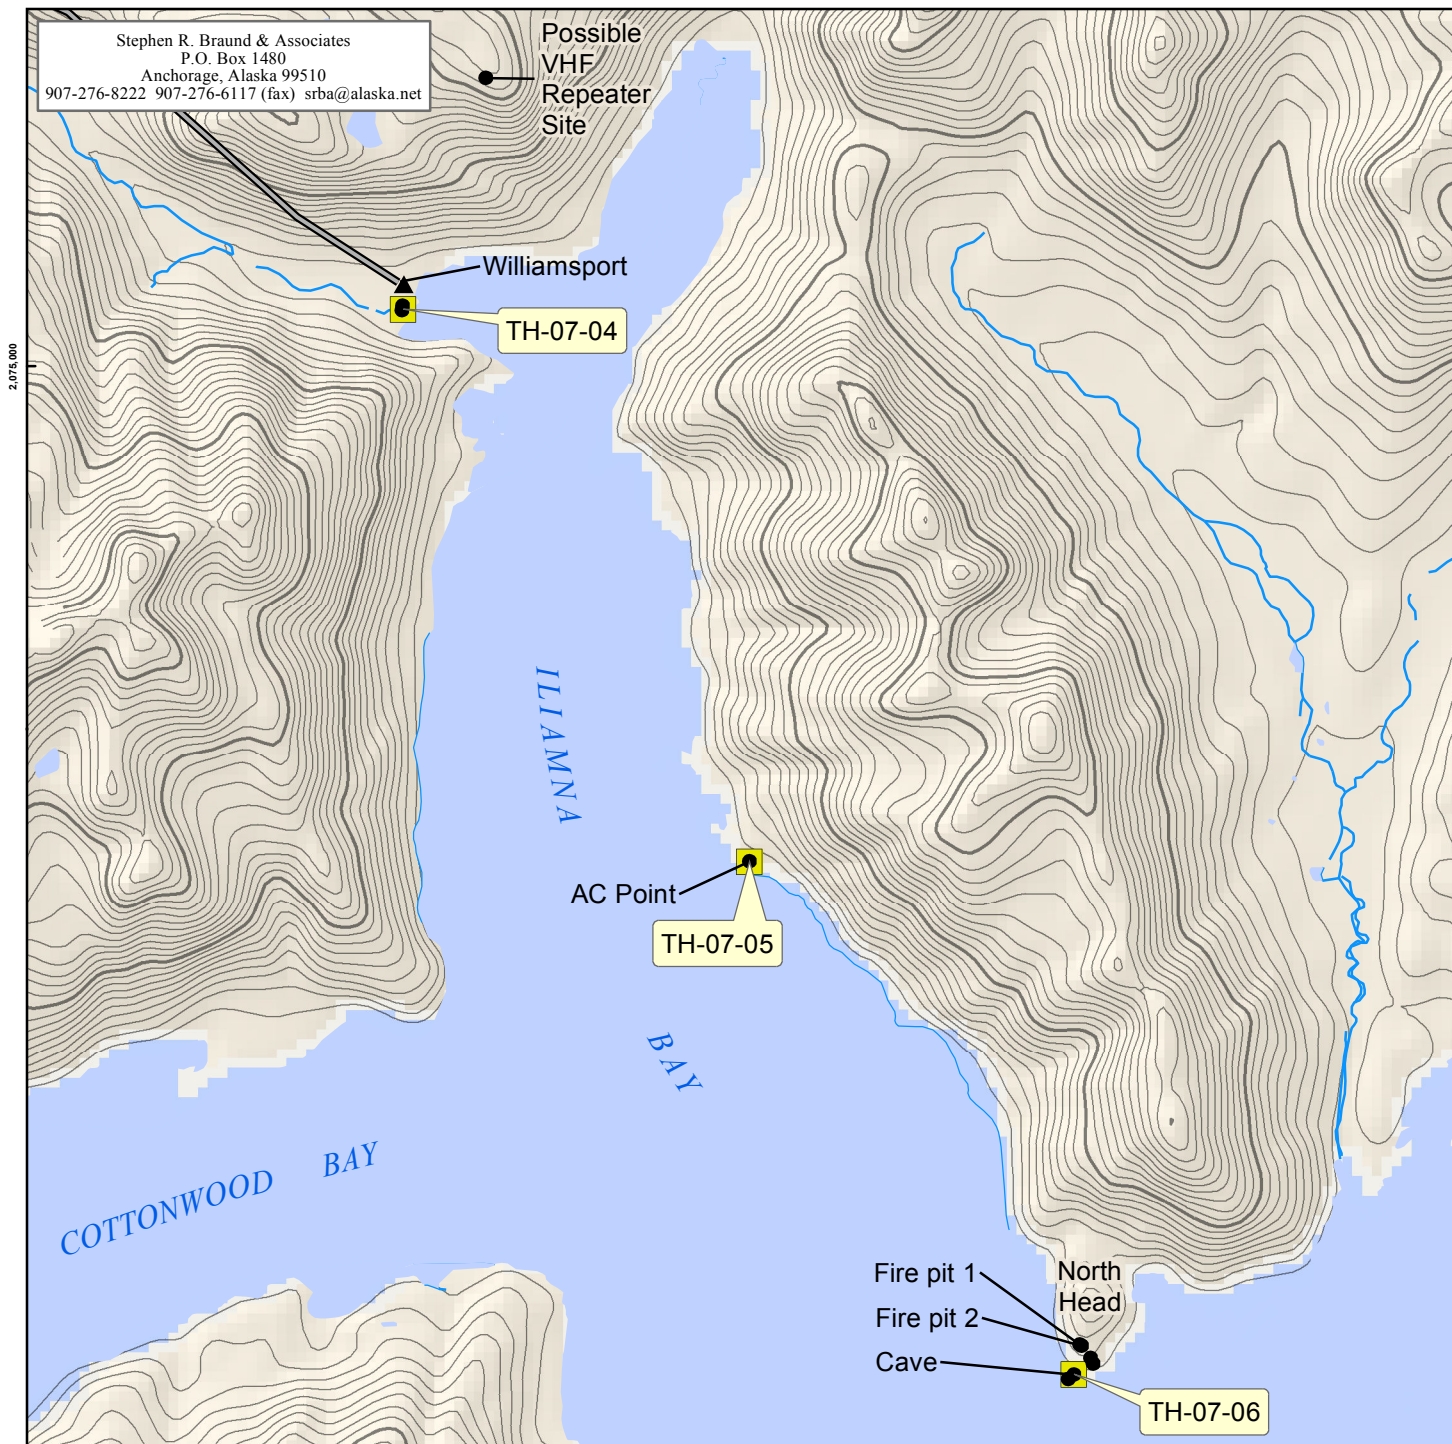 Stephen R. Braund & Associates
P.O. Box 1480
Anchorage, Alaska 99510
907-276-8222 907-276-6117 (fax) srba@alaska.net
Possible
VHF
Repeater
Site
Williamsport
TH-07-04
2,075,000
ILIAMNA
BAY
AC Point
TH-07-05
COTTONWOOD BAY
North
Head
Fire pit 1
Fire pit 2
Cave
TH-07-06